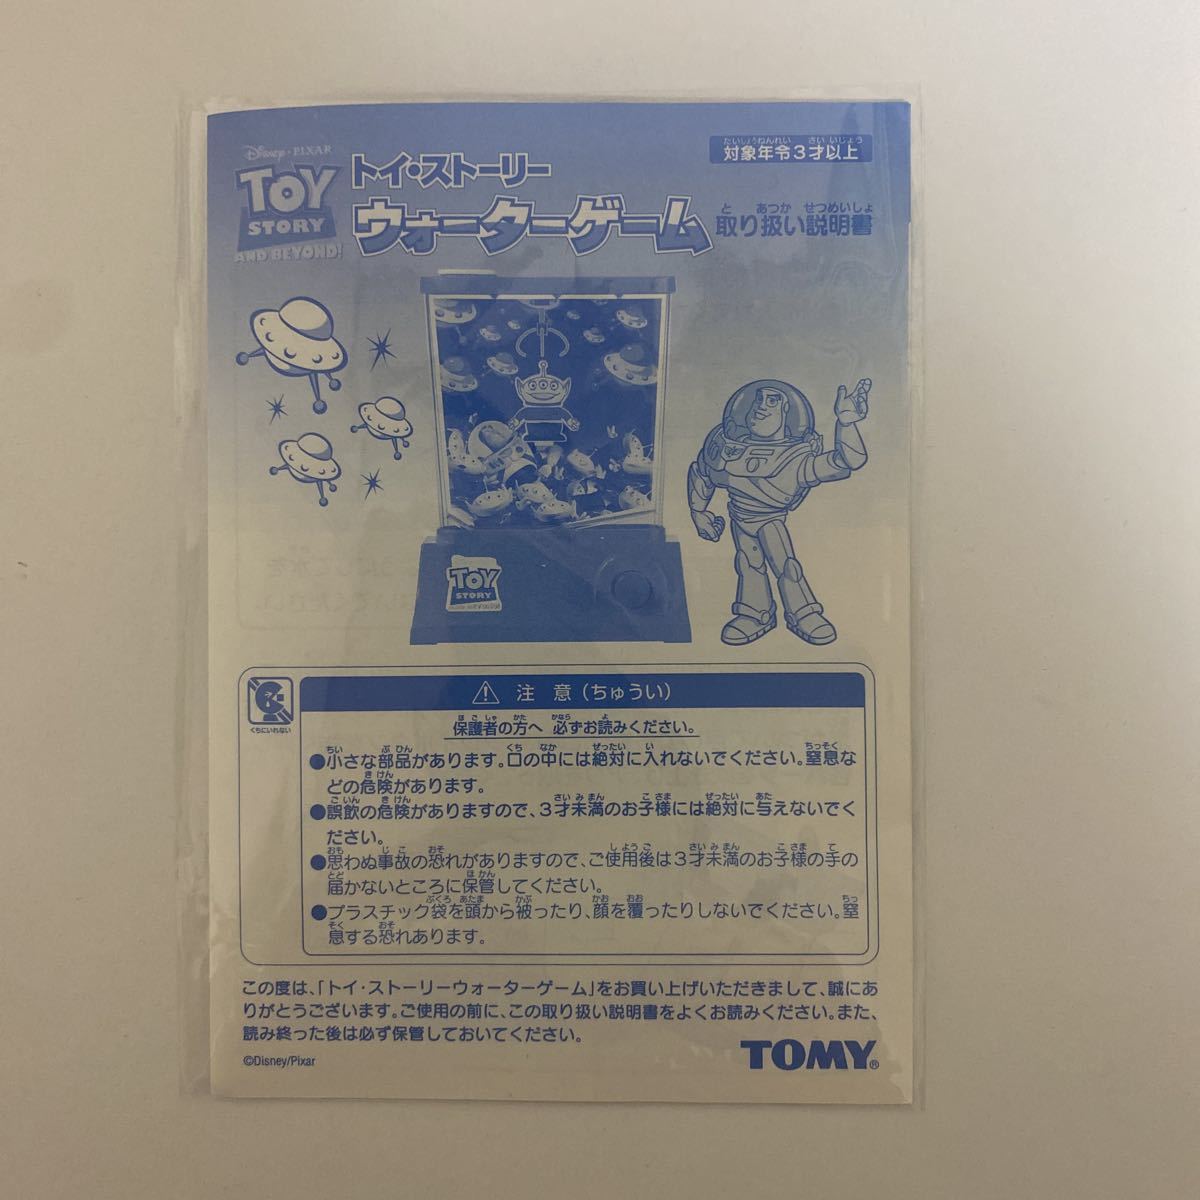 Disney・PIXAR
TOY
STORY
AND BEYOND!
トイ・ストーリー
ウォーターゲーム
たいしょうねんれい さい いじょう
対象年令3才以上
と あつか せつめいしょ
取り扱い説明書
TOY
STORY
くちにいれない
注 意(ちゅうい)
ほ ご しゃ かた かなら よ
保護者の方へ 必ずお読みください。
ちい ぶ ひん くち なか ぜったい い ちっそく
●小さな部品があります。口の中には絶対に入れないでください。窒息な
き けん
どの危険があります。
ご いん き けん さい み まん こ さま ぜったい あた
●誤飲の危険がありますので、3才未満のお子様には絶対に与えないでく
ださい。
おも じ こ おそ しようご さい み まん こ さま て
●思わぬ事故の恐れがありますので、ご使用後は3才未満のお子様の手の
とど ほ かん
届かないところに保管してください。
ぶくろ あたま かぶ かお おお ちっ
●プラスチック袋を頭から被ったり、顔を覆ったりしないでください。窒
そく おそ
息する恐れあります。
この度は、「トイ・ストーリーウォーターゲーム」をお買い上げいただきまして、誠にあ
りがとうございます。ご使用の前に、この取り扱い説明書をよくお読みください。また、
読み終った後は必ず保管しておいてください。
©Disney/Pixar
TOMY®